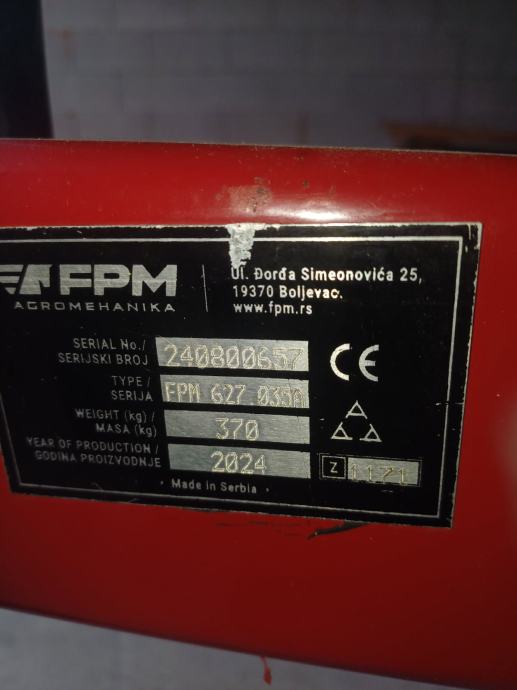 FPM
AGROMEHANIKA
Ul. Đorđa Simeonovića 25,
19370 Boljevac.
www.fpm.rs
SERIAL No./
SERIJSKI BROJ
240800657
TYPE /
SERIJA
FPM 627 035A
WEIGHT (kg) /
MASA (kg)
370
YEAR OF PRODUCTION /
GODINA PROIZVODNJE
2024
CE
Z
1171
· Made in Serbia ·